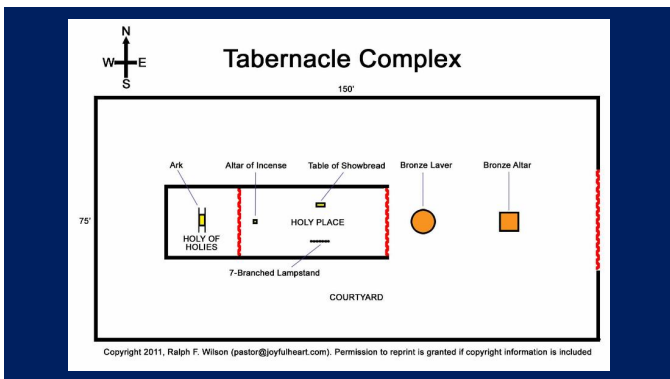 N
W E
S
Tabernacle Complex
150'
Ark
Altar of Incense
Table of Showbread
Bronze Laver
Bronze Altar
75'
HOLY PLACE
HOLY OF
HOLIES
7-Branched Lampstand
COURTYARD
Copyright 2011, Ralph F. Wilson (pastor@joyfulheart.com). Permission to reprint is granted if copyright information is included